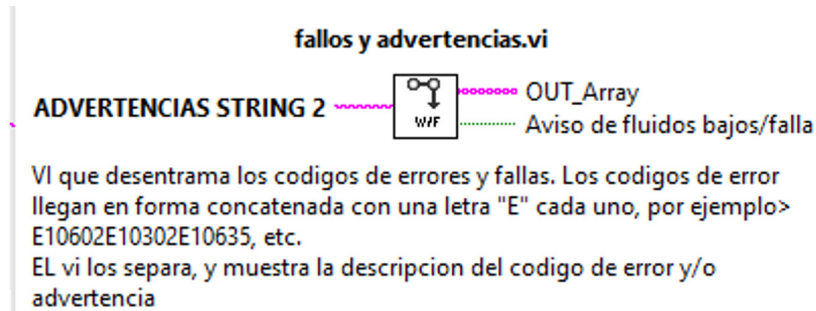 fallos y advertencias.vi
ADVERTENCIAS STRING 2
W/F
OUT_Array
Aviso de fluidos bajos/falla
VI que desentrama los codigos de errores y fallas. Los codigos de error
llegan en forma concatenada con una letra "E" cada uno, por ejemplo>
E10602E10302E10635, etc.
EL vi los separa, y muestra la descripcion del codigo de error y/o
advertencia